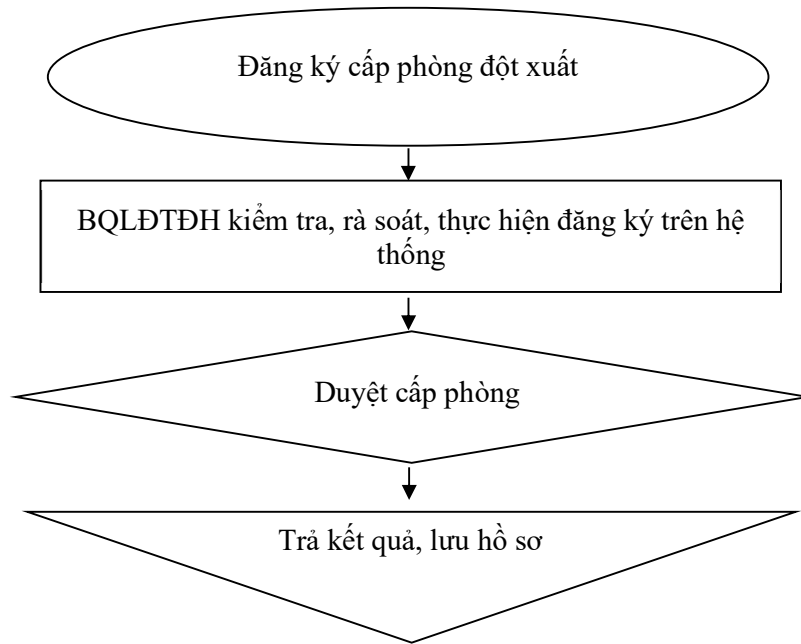 Đăng ký cấp phòng đột xuất
BQLĐTĐH kiểm tra, rà soát, thực hiện đăng ký trên hệ
thống
Duyệt cấp phòng
Trả kết quả, lưu hồ sơ